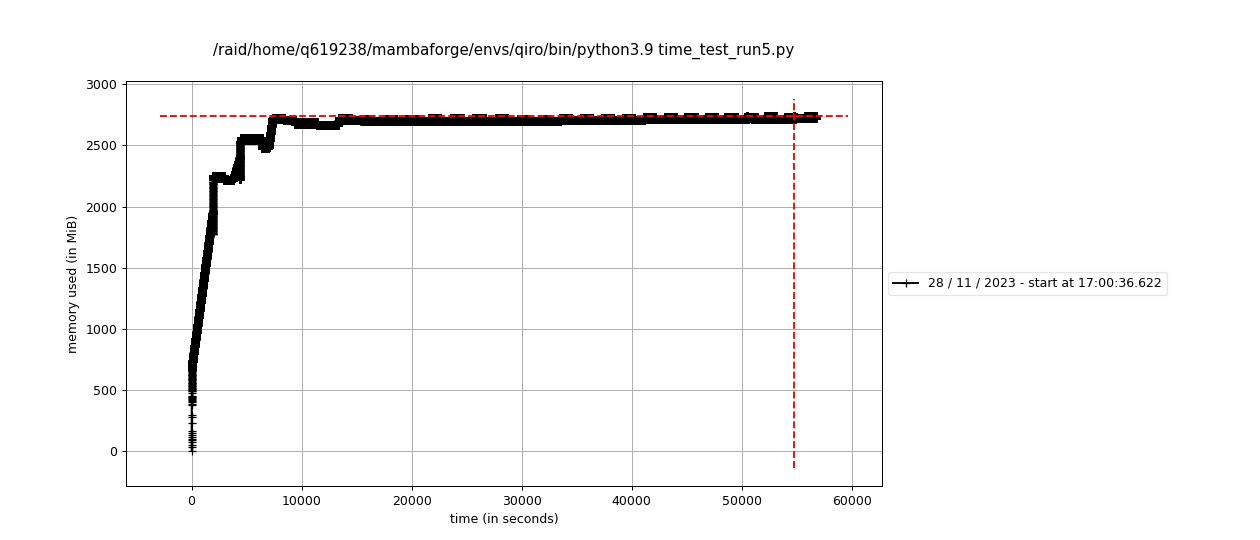 /raid/home/q619238/mambaforge/envs/qiro/bin/python3.9 time_test_run5.py
3000
2500
2000
1500
1000
500
0
memory used (in MiB)
28 / 11 / 2023 - start at 17:00:36.622
0 10000 20000 30000 40000 50000 60000
time (in seconds)